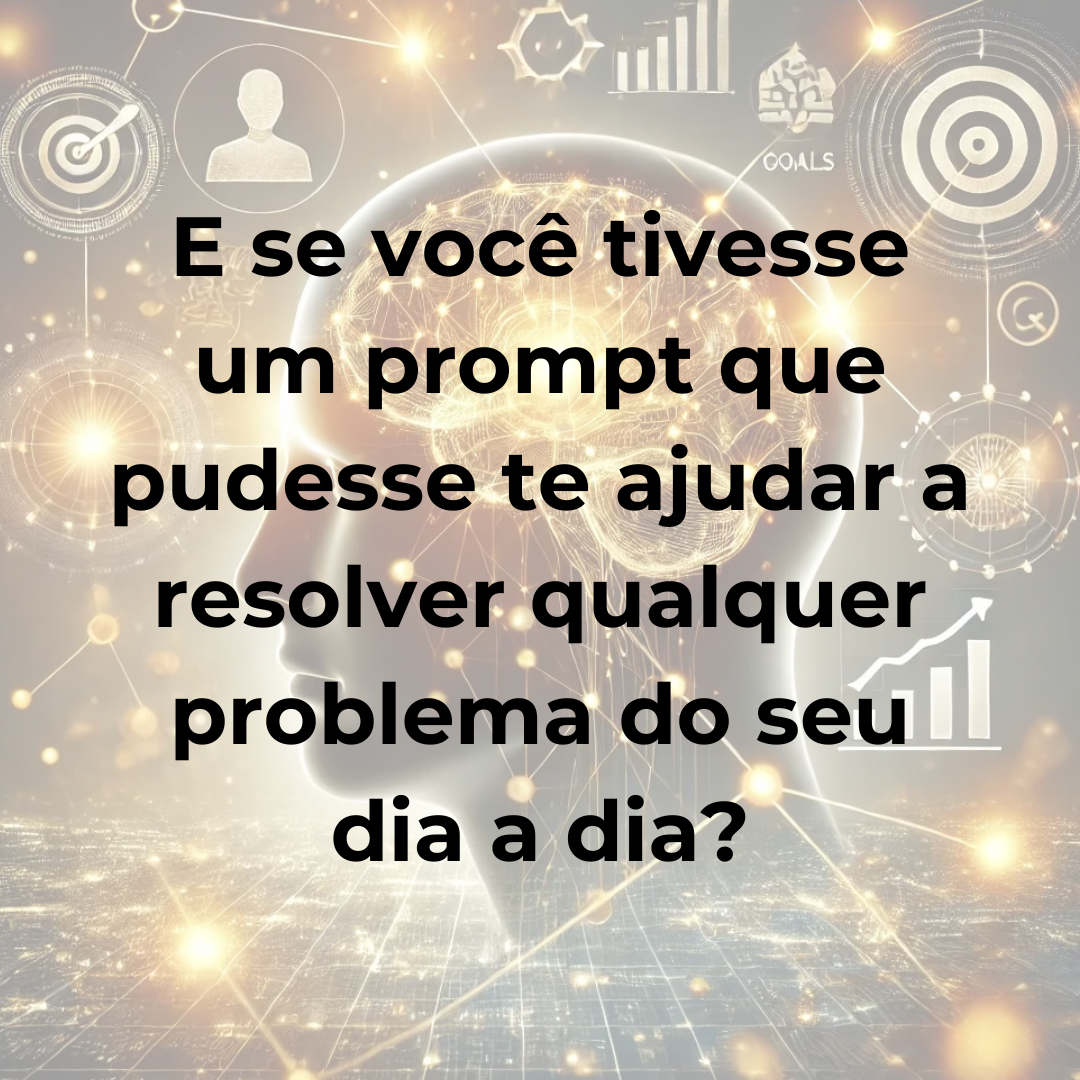 GOALS
E se você tivesse
um prompt que
pudesse te ajudar a
resolver qualquer
problema do seu
dia a dia?